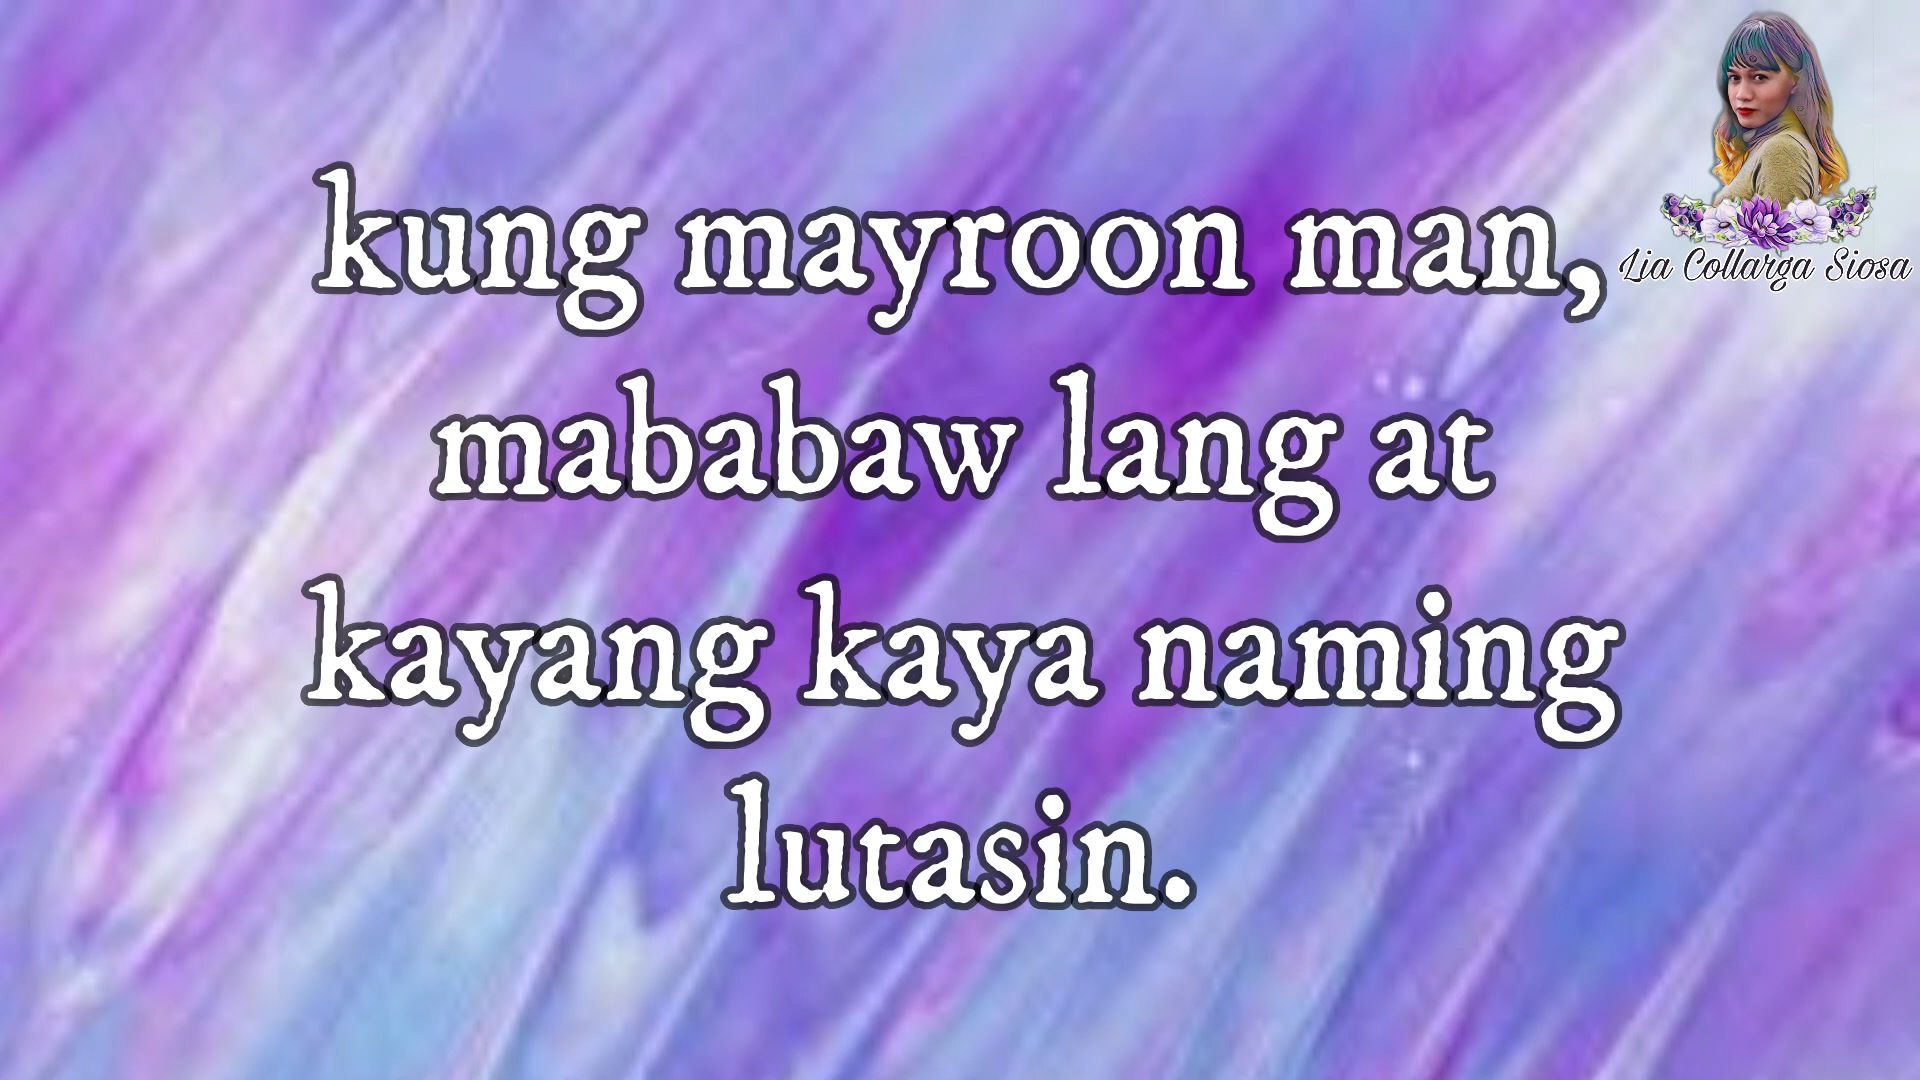 kung mayroon man,
mababaw lang at
kayang kaya naming
lutasin.
Lia Collarga Siosa